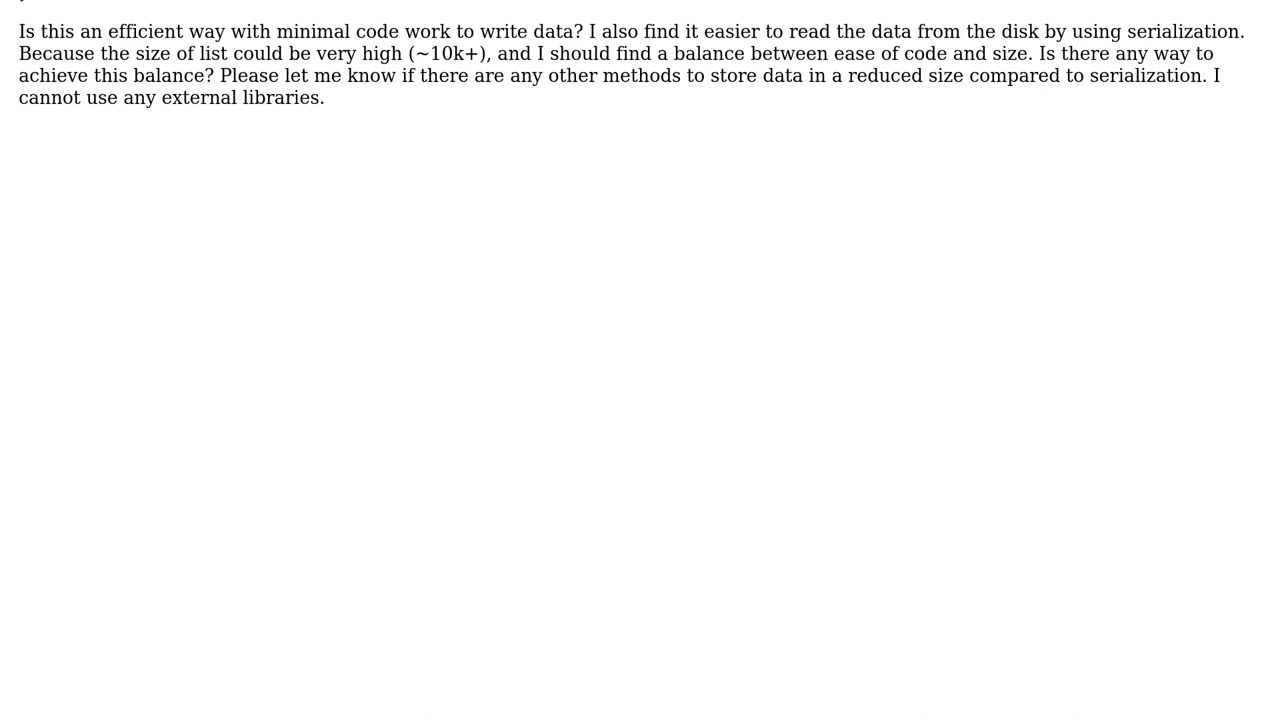 Is this an efficient way with minimal code work to write data? I also find it easier to read the data from the disk by using serialization.
Because the size of list could be very high (~10k+), and I should find a balance between ease of code and size. Is there any way to
achieve this balance? Please let me know if there are any other methods to store data in a reduced size compared to serialization. I
cannot use any external libraries.